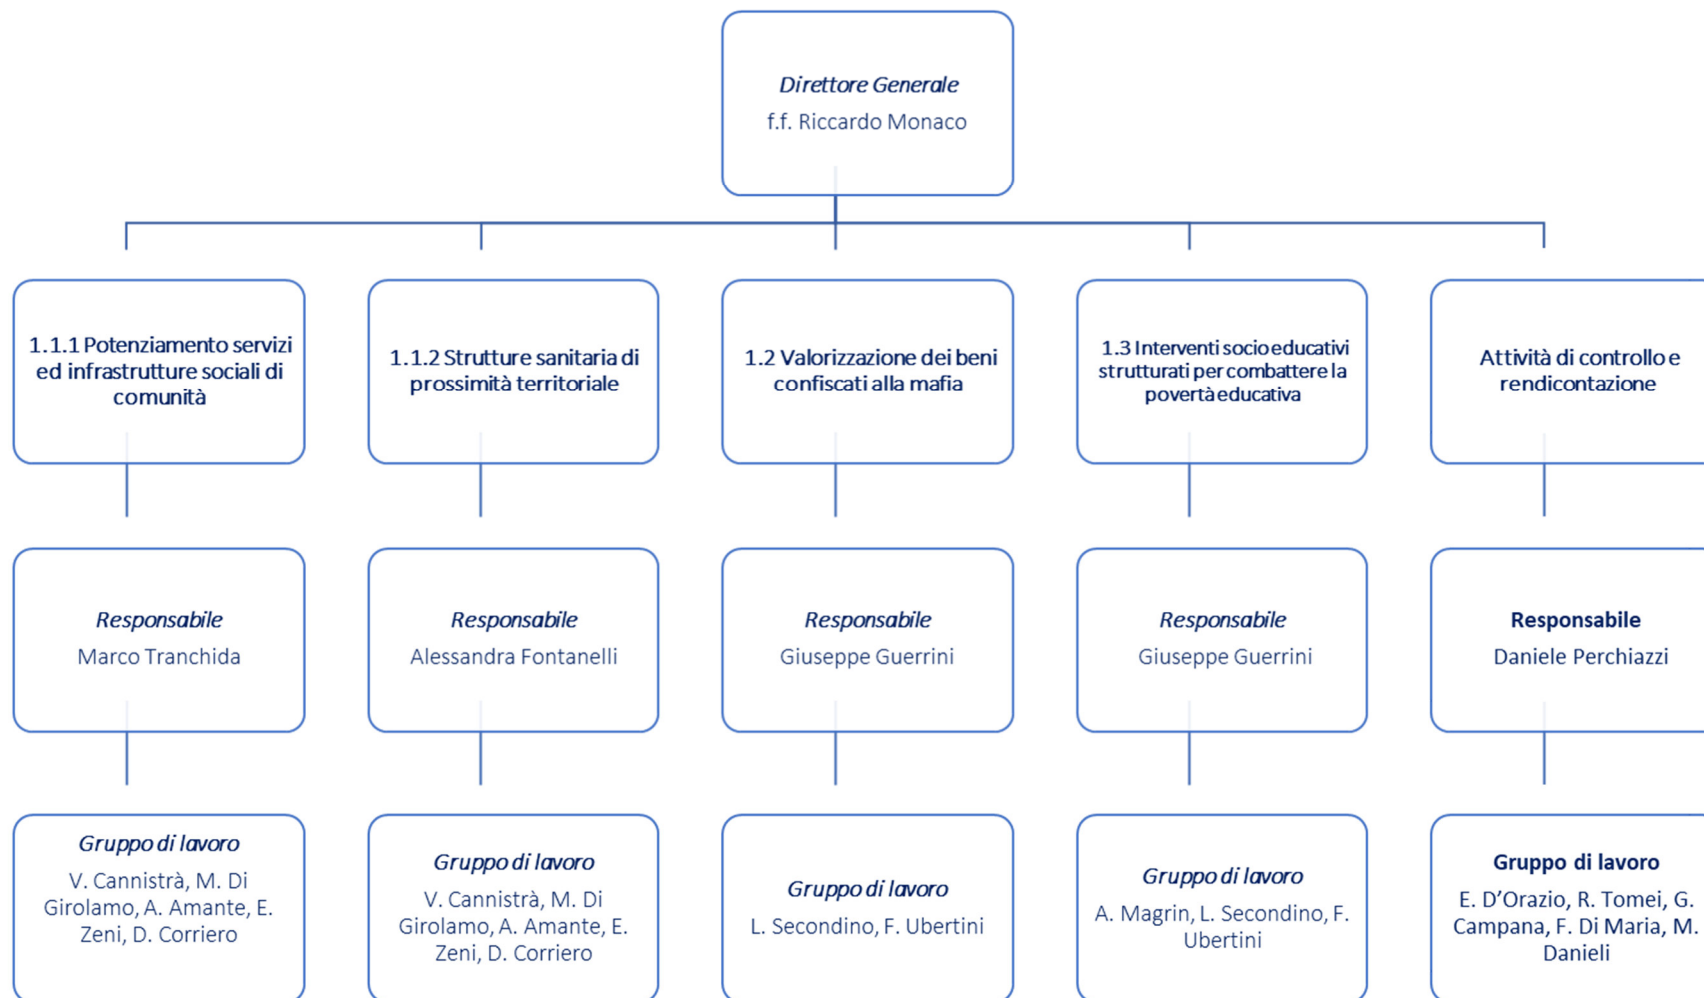 Direttore Generale
f.f. Riccardo Monaco
1.1.1 Potenziamento servizi
ed infrastrutture sociali di
comunità
1.1.2 Strutture sanitaria di
prossimità territoriale
1.2 Valorizzazione dei beni
confiscati alla mafia
1.3 Interventi socio educativi
strutturati per combattere la
povertà educativa
Attività di controllo e
rendicontazione
Responsabile
Marco Tranchida
Responsabile
Alessandra Fontanelli
Responsabile
Giuseppe Guerrini
Responsabile
Giuseppe Guerrini
Responsabile
Daniele Perchiazzi
Gruppo di lavoro
V. Cannistrà, M. Di
Girolamo, A. Amante, E.
Zeni, D. Corriero
Gruppo di lavoro
V. Cannistrà, M. Di
Girolamo, A. Amante, E.
Zeni, D. Corriero
Gruppo di lavoro
L. Secondino, F. Ubertini
Gruppo di lavoro
A. Magrin, L. Secondino, F.
Ubertini
Gruppo di lavoro
E. D’Orazio, R. Tomei, G.
Campana, F. Di Maria, M.
Danieli